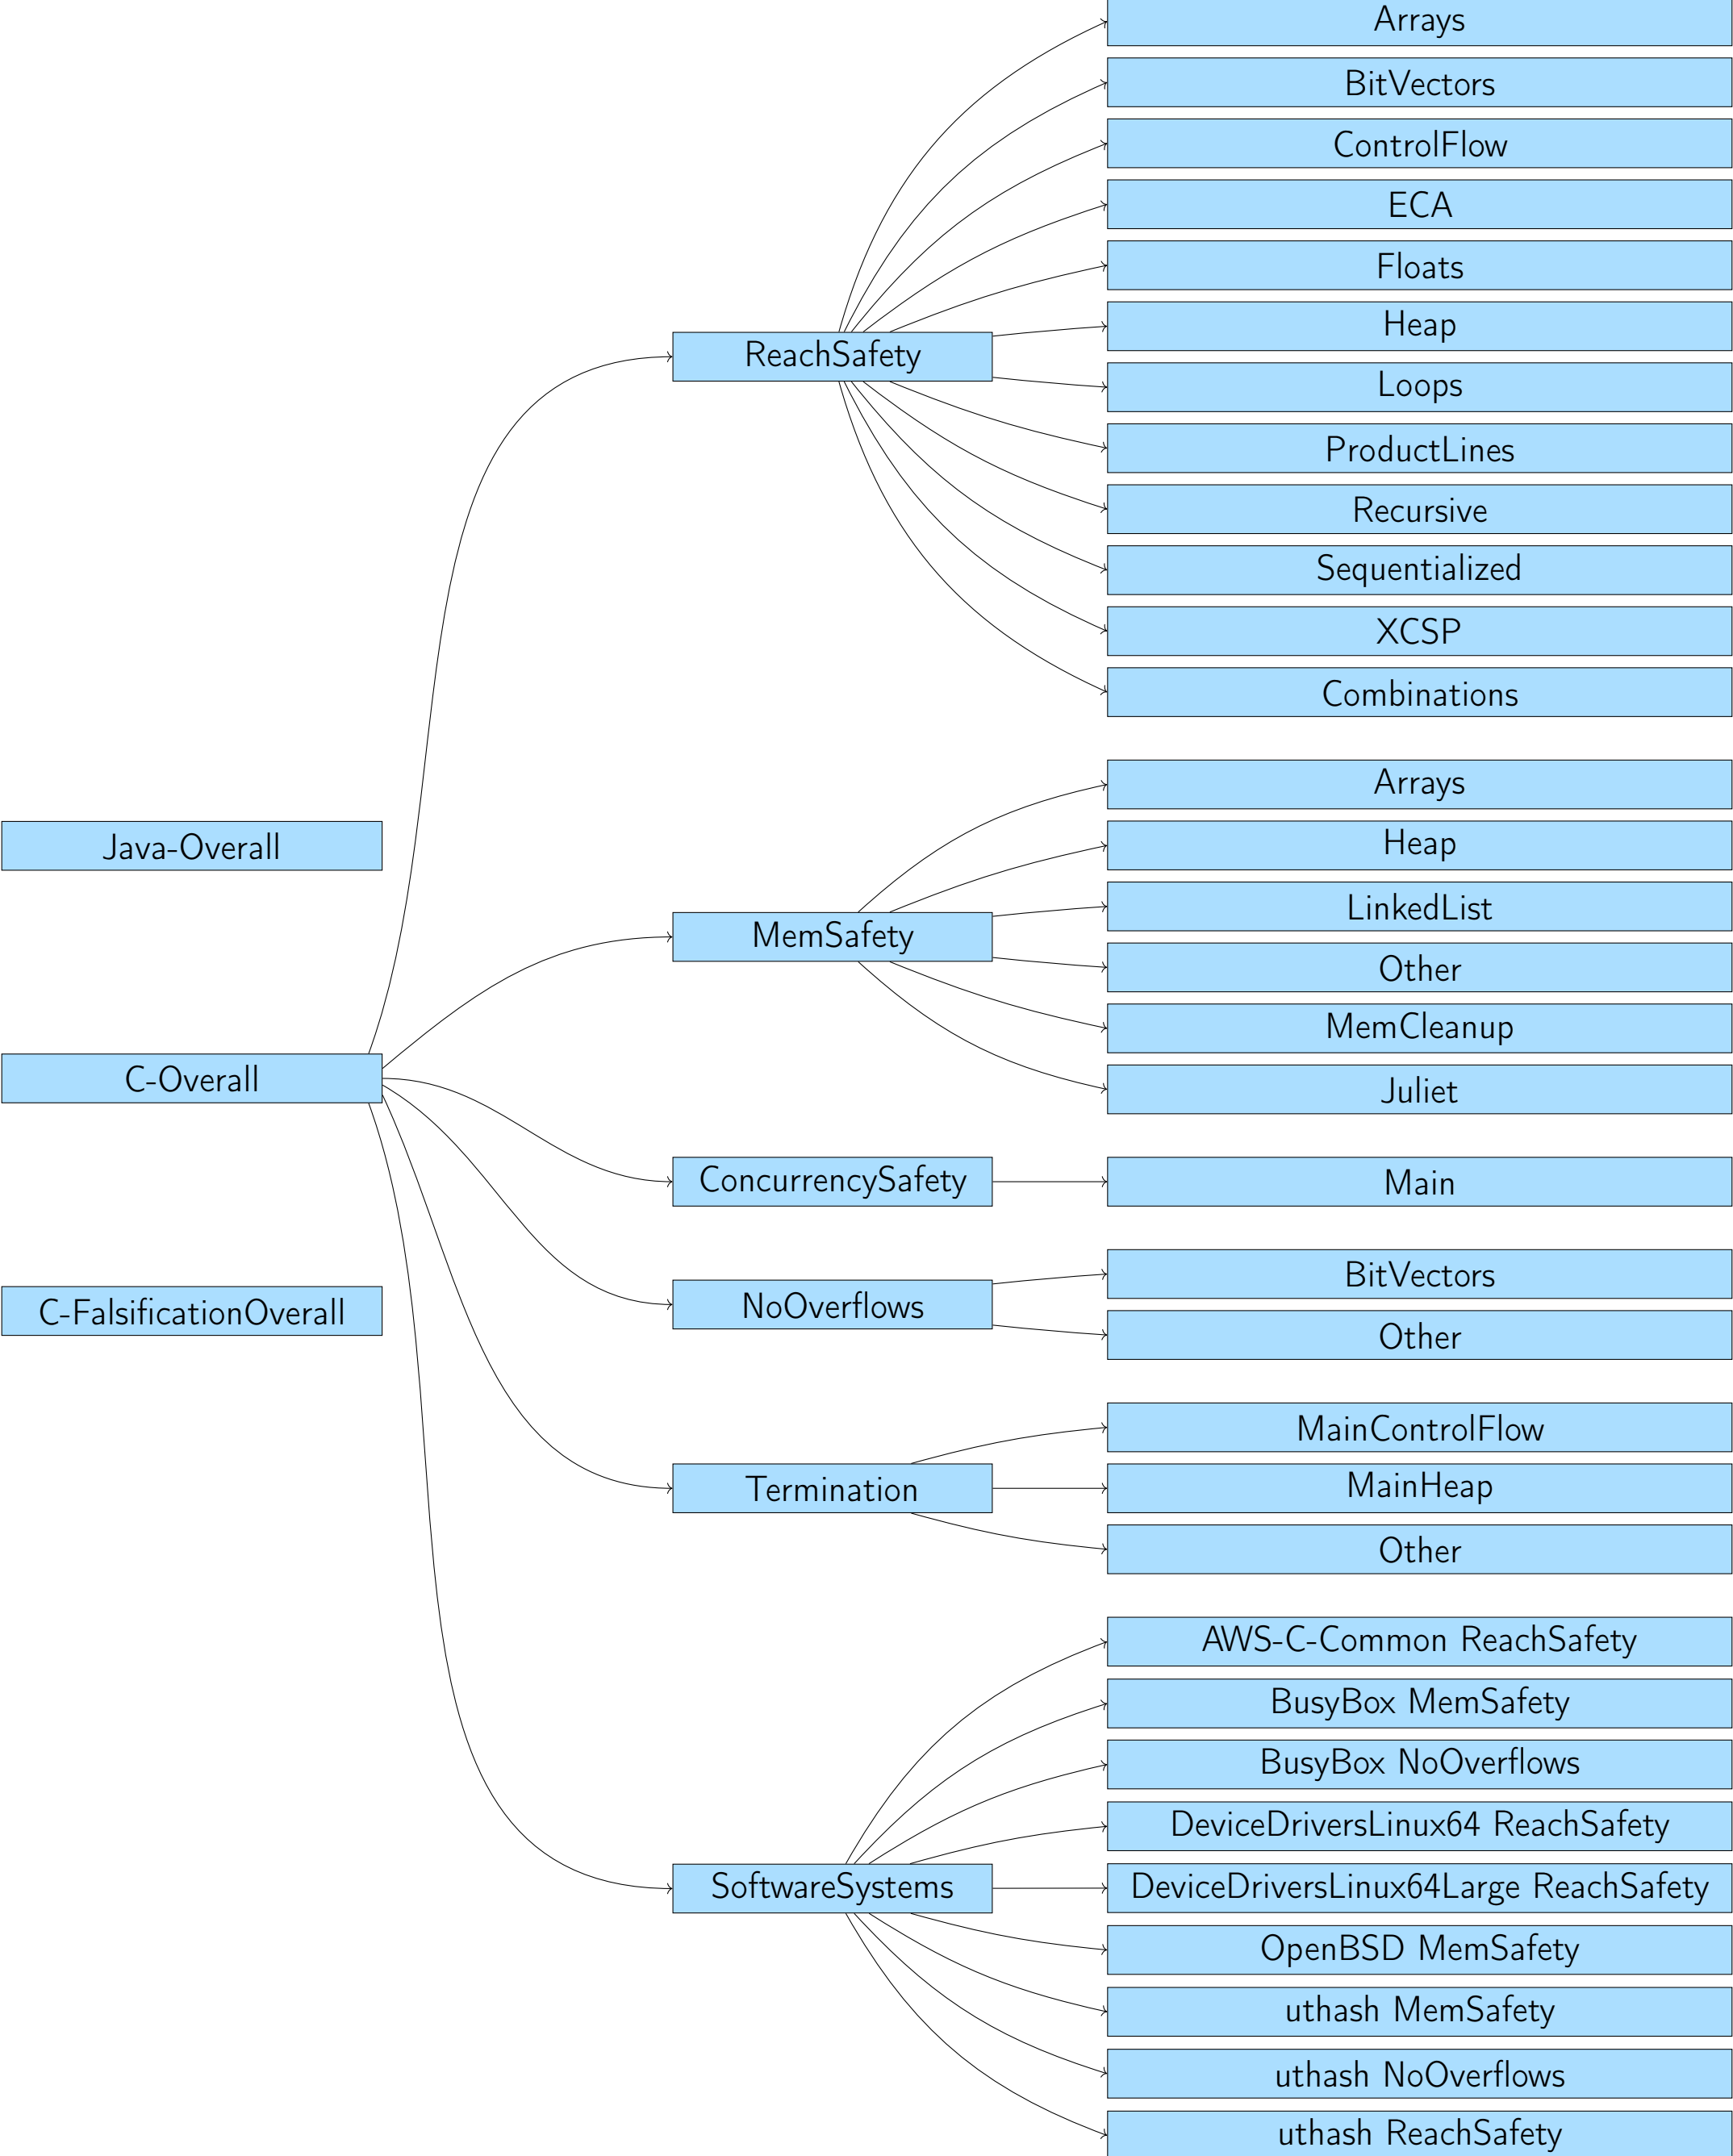 Java-Overall
C-Overall
C-FalsificationOverall
ReachSafety
Arrays
BitVectors
ControlFlow
ECA
Floats
Heap
Loops
ProductLines
Recursive
Sequentialized
XCSP
Combinations
MemSafety
Arrays
Heap
LinkedList
Other
MemCleanup
Juliet
ConcurrencySafety
Main
NoOverflows
BitVectors
Other
Termination
MainControlFlow
MainHeap
Other
SoftwareSystems
AWS-C-Common ReachSafety
BusyBox MemSafety
BusyBox NoOverflows
DeviceDriversLinux64 ReachSafety
DeviceDriversLinux64Large ReachSafety
OpenBSD MemSafety
uthash MemSafety
uthash NoOverflows
uthash ReachSafety